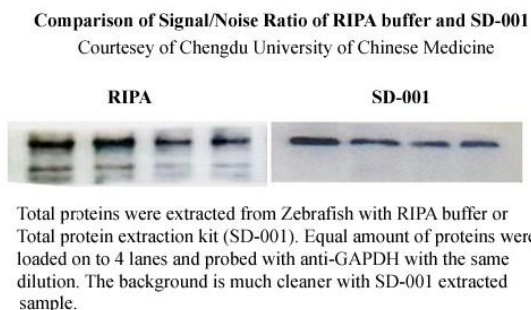 Comparison of Signal/Noise Ratio of RIPA buffer and SD-001
Courtesey of Chengdu University of Chinese Medicine
RIPA
SD-001
Total proteins were extracted from Zebrafish with RIPA buffer or
Total protein extraction kit (SD-001). Equal amount of proteins were
loaded on to 4 lanes and probed with anti-GAPDH with the same
dilution. The background is much cleaner with SD-001 extracted
sample.